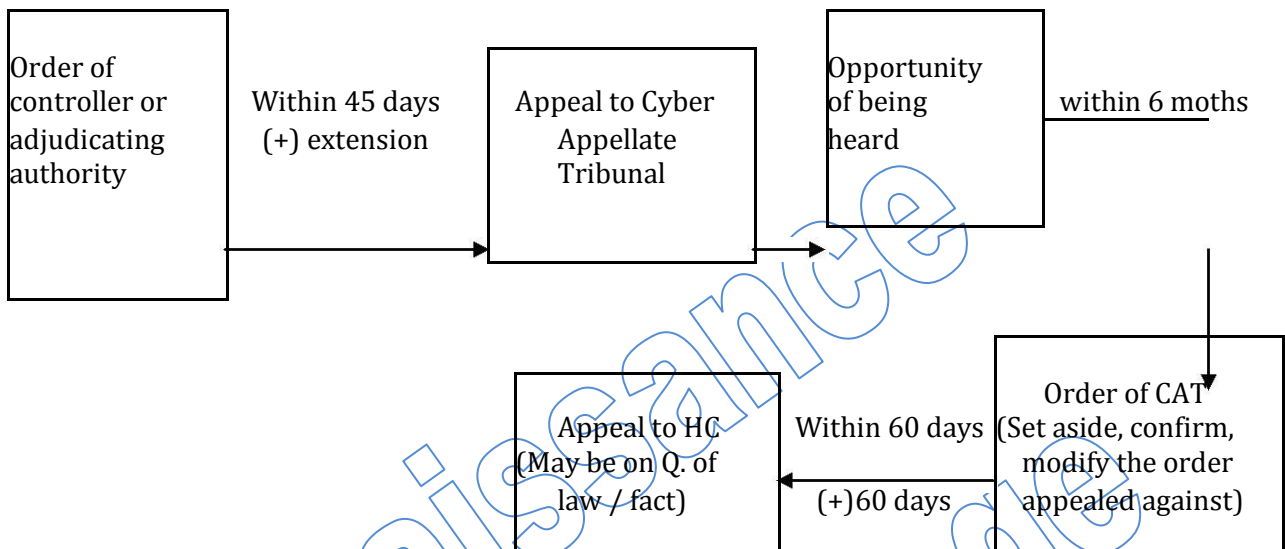 Order of
controller or
adjudicating
authority
Within 45 days
(+) extension
Appeal to Cyber
Appellate
Tribunal
Opportunity
of being
heard
within 6 moths
Order of CAT
(Set aside, confirm,
modify the order
appealed against)
Within 60 days
(+)60 days
Appeal to HC
(May be on Q. of
law / fact)